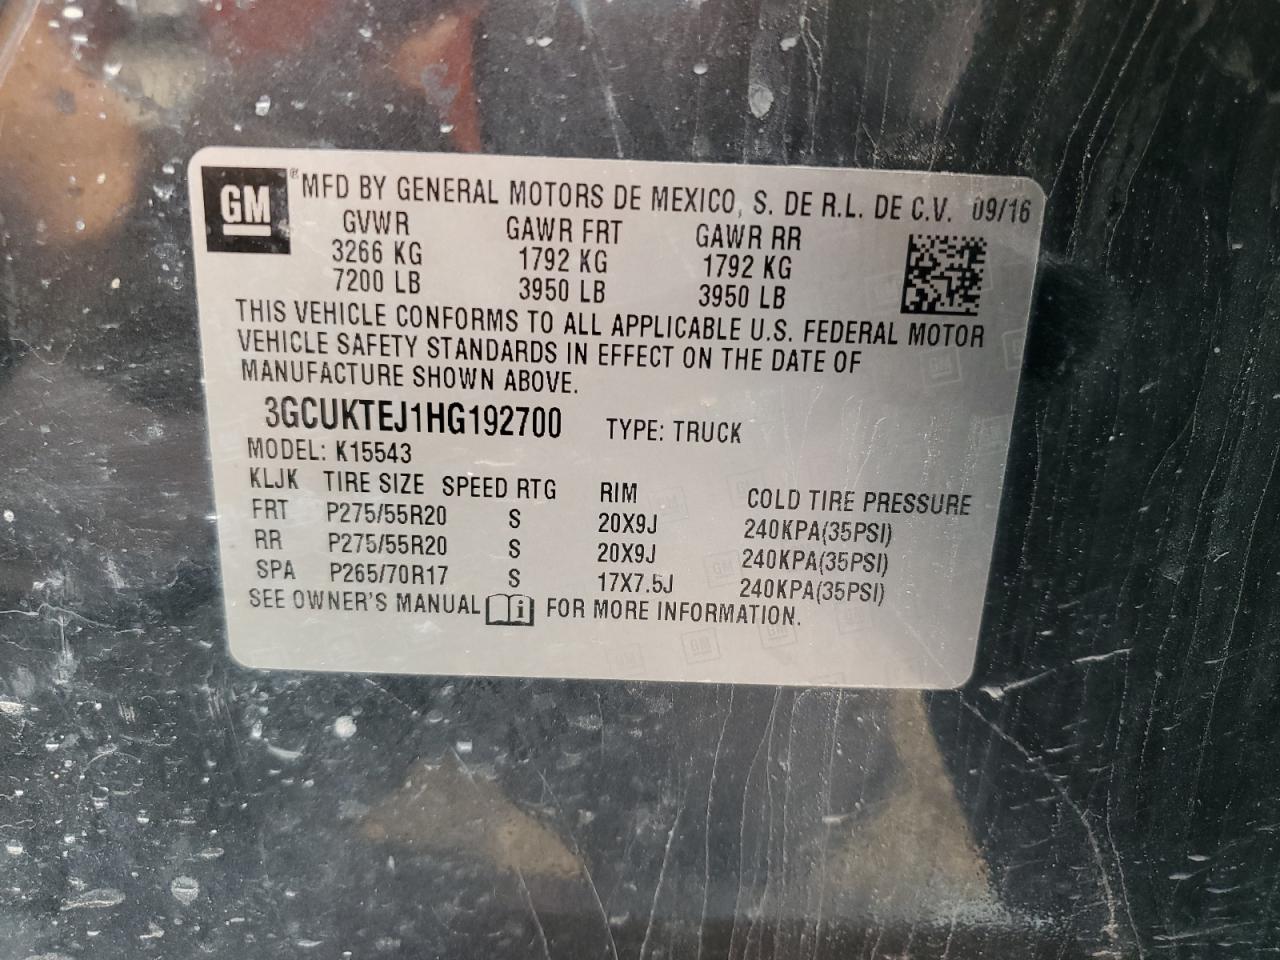 GM ® MFD BY GENERAL MOTORS DE MEXICO, S. DE R.L. DE C.V. 09/16
GVWR GAWR FRT GAWR RR
3266 KG 1792 KG 1792 KG
7200 LB 3950 LB 3950 LB
THIS VEHICLE CONFORMS TO ALL APPLICABLE U.S. FEDERAL MOTOR
VEHICLE SAFETY STANDARDS IN EFFECT ON THE DATE OF
MANUFACTURE SHOWN ABOVE.
3GCUKTEJ1HG192700 TYPE: TRUCK
MODEL: K15543
KLJK TIRE SIZE SPEED RTG RIM COLD TIRE PRESSURE
FRT P275/55R20 S 20X9J 240KPA(35PSI)
RR P275/55R20 S 20X9J 240KPA(35PSI)
SPA P265/70R17 S 17X7.5J 240KPA(35PSI)
SEE OWNER'S MANUAL i FOR MORE INFORMATION.